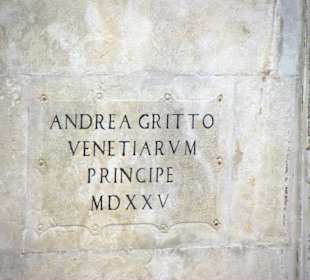 ANDREA GRITTO
VENETIARVM
PRINCIPE
MDXXV